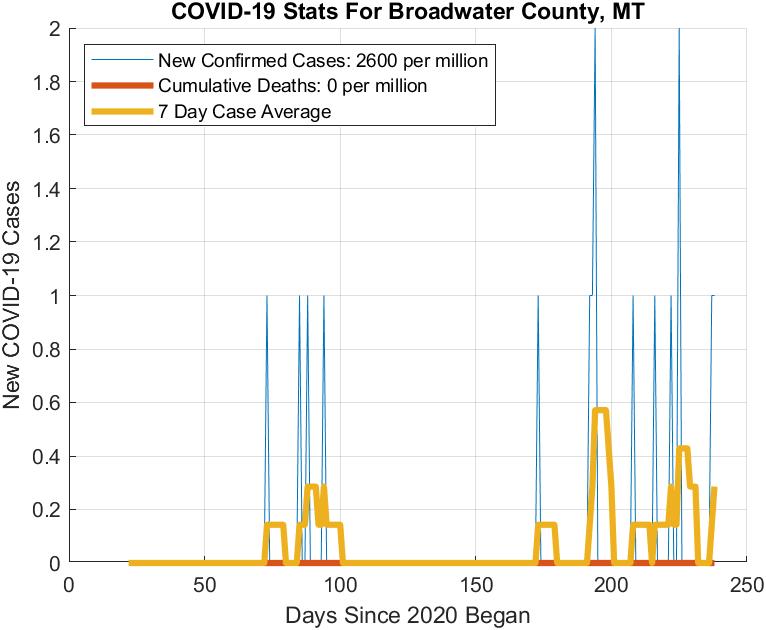 COVID-19 Stats For Broadwater County, MT
New Confirmed Cases: 2600 per million
Cumulative Deaths: 0 per million
7 Day Case Average
New COVID-19 Cases
2
1.8
1.6
1.4
1.2
1
0.8
0.6
0.4
0.2
0
0 50 100 150 200 250
Days Since 2020 Began